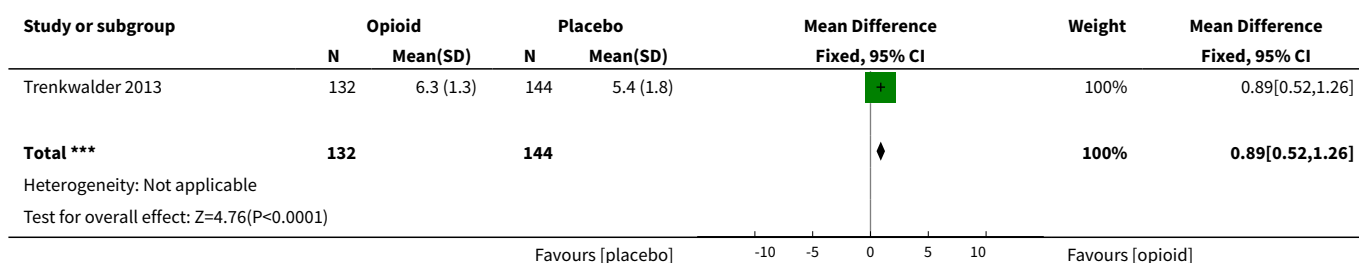 Study or subgroup Opioid Placebo Mean Difference Weight Mean Difference
N Mean(SD) N Mean(SD) Fixed, 95% CI Fixed, 95% CI
Trenkwalder 2013 132 6.3 (1.3) 144 5.4 (1.8) 100% 0.89[0.52,1.26]
Total *** 132 144 100% 0.89[0.52,1.26]
Heterogeneity: Not applicable
Test for overall effect: Z=4.76(P<0.0001)
Favours [placebo] -10 -5 0 5 10 Favours [opioid]